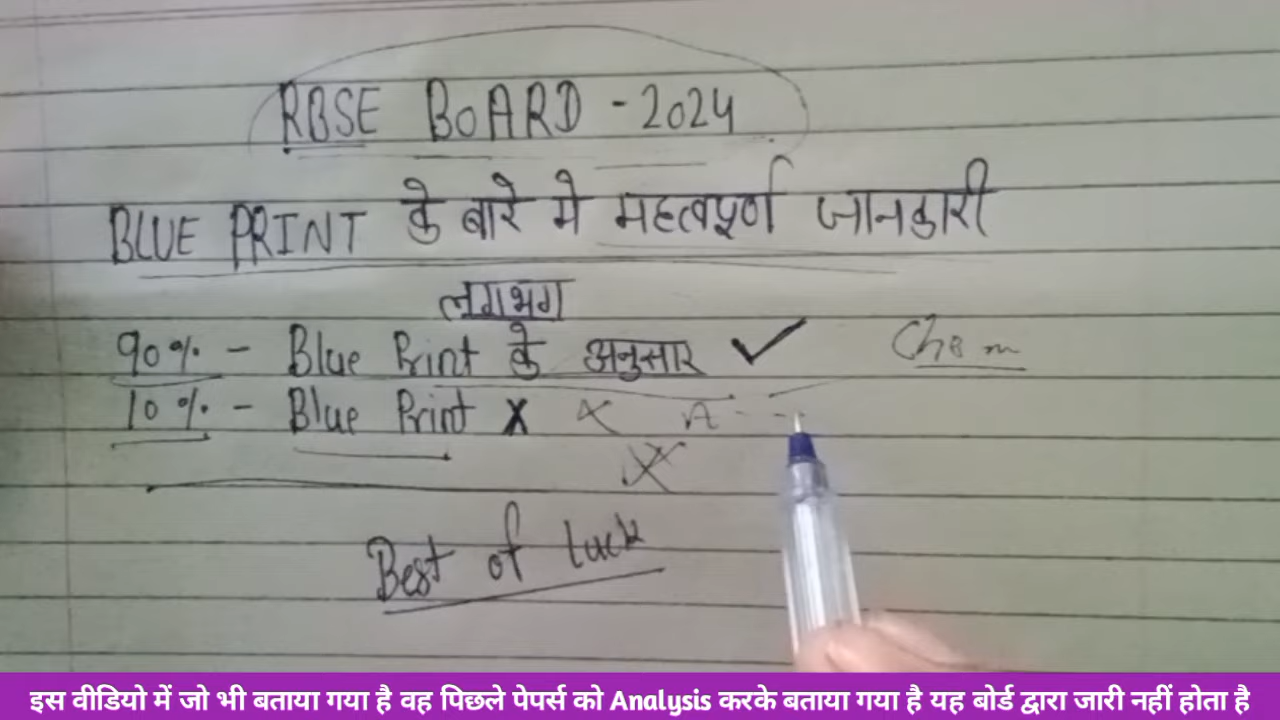 RBSE BOARD - 2024
BLUE PRINT के बारे मे महत्वपूर्ण जानकारी
लगभग
90% - Blue Print के अनुसार ✓ Chem
10% - Blue Print X X
X
Best of luck
इस वीडियो में जो भी बताया गया है वह पिछले पेपर्स को Analysis करके बताया गया है यह बोर्ड द्वारा जारी नहीं होता है